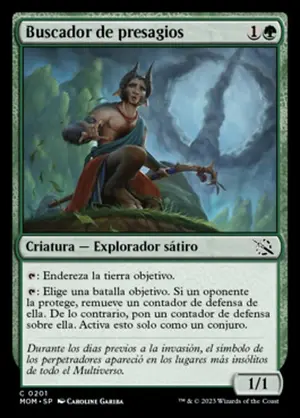 Buscador de presagios 1
Criatura — Explorador sátiro
: Endereza la tierra objetivo.
: Elige una batalla objetivo. Si un oponente
la protege, remueve un contador de defensa de
ella. De lo contrario, pon un contador de defensa
sobre ella. Activa esto solo como un conjuro.
Durante los días previos a la invasión, el símbolo de
los perpetradores apareció en los lugares más insólitos
de todo el Multiverso.
1/1
C 0201
MOM • SP Caroline Gariba
™ & © 2023 Wizards of the Coast